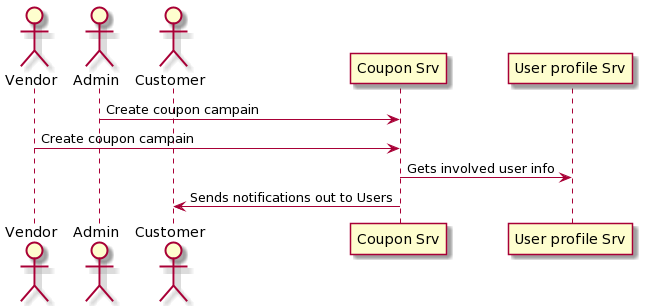 Vendor Admin Customer Coupon Srv User profile Srv
Create coupon campain
Create coupon campain
Gets involved user info
Sends notifications out to Users
Vendor Admin Customer Coupon Srv User profile Srv